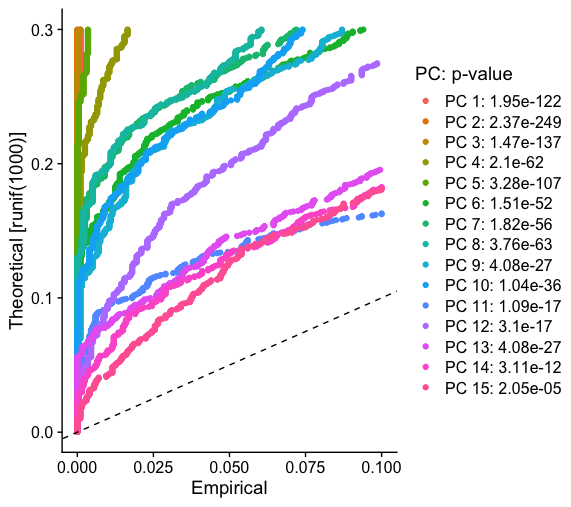 0.3
0.2
0.1
0.0
Theoretical [runif(1000)]
0.000 0.025 0.050 0.075 0.100
Empirical
PC: p-value
PC 1: 1.95e-122
PC 2: 2.37e-249
PC 3: 1.47e-137
PC 4: 2.1e-62
PC 5: 3.28e-107
PC 6: 1.51e-52
PC 7: 1.82e-56
PC 8: 3.76e-63
PC 9: 4.08e-27
PC 10: 1.04e-36
PC 11: 1.09e-17
PC 12: 3.1e-17
PC 13: 4.08e-27
PC 14: 3.11e-12
PC 15: 2.05e-05